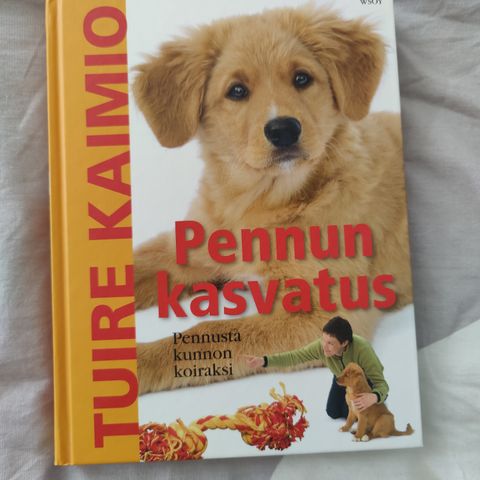 WSOY
TUIRE KAIMIO
Pennun
kasvatus
Pennusta
kunnon
koiraksi